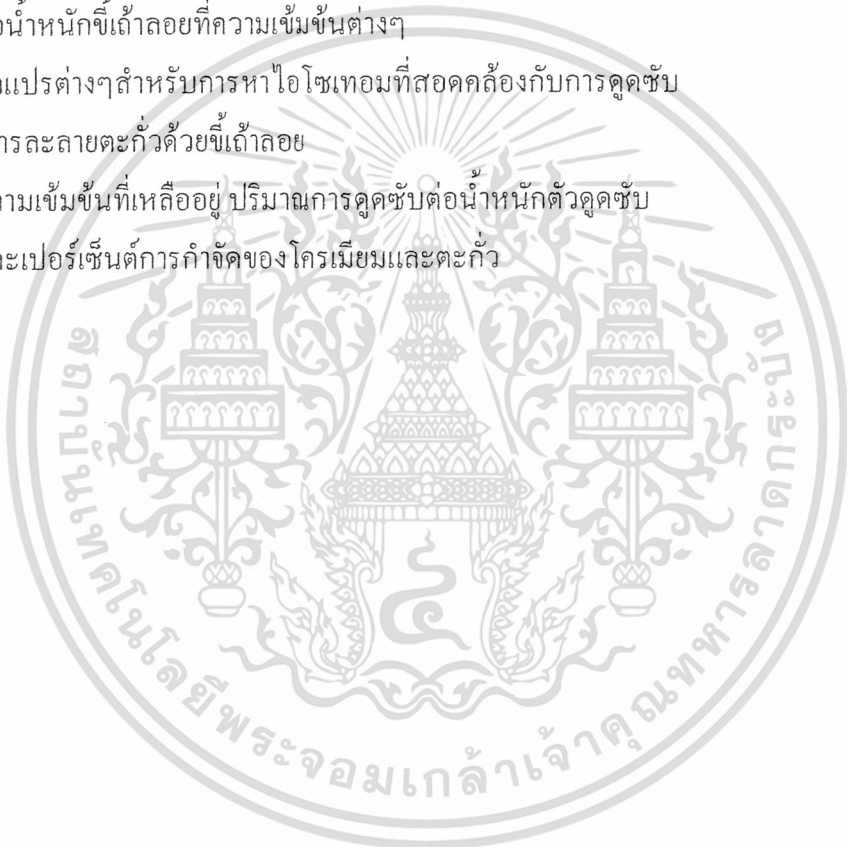 อน้ำหนักขี้เถ้าลอยที่ความเข้มข้นต่างๆ
แปรต่างๆสำหรับการหาไอโซเทอมที่สอดคล้องกับการดูดซับ
ารละลายตะกั่วด้วยขี้เถ้าลอย
ามเข้มข้นที่เหลืออยู่ ปริมาณการดูดซับต่อน้ำหนักตัวดูดซับ
ละเปอร์เซ็นต์การกำจัดของโครเมียมและตะกั่ว
สถาบันเทคโนโลยีพระจอมเกล้าเจ้าคุณทหารลาดกระบัง